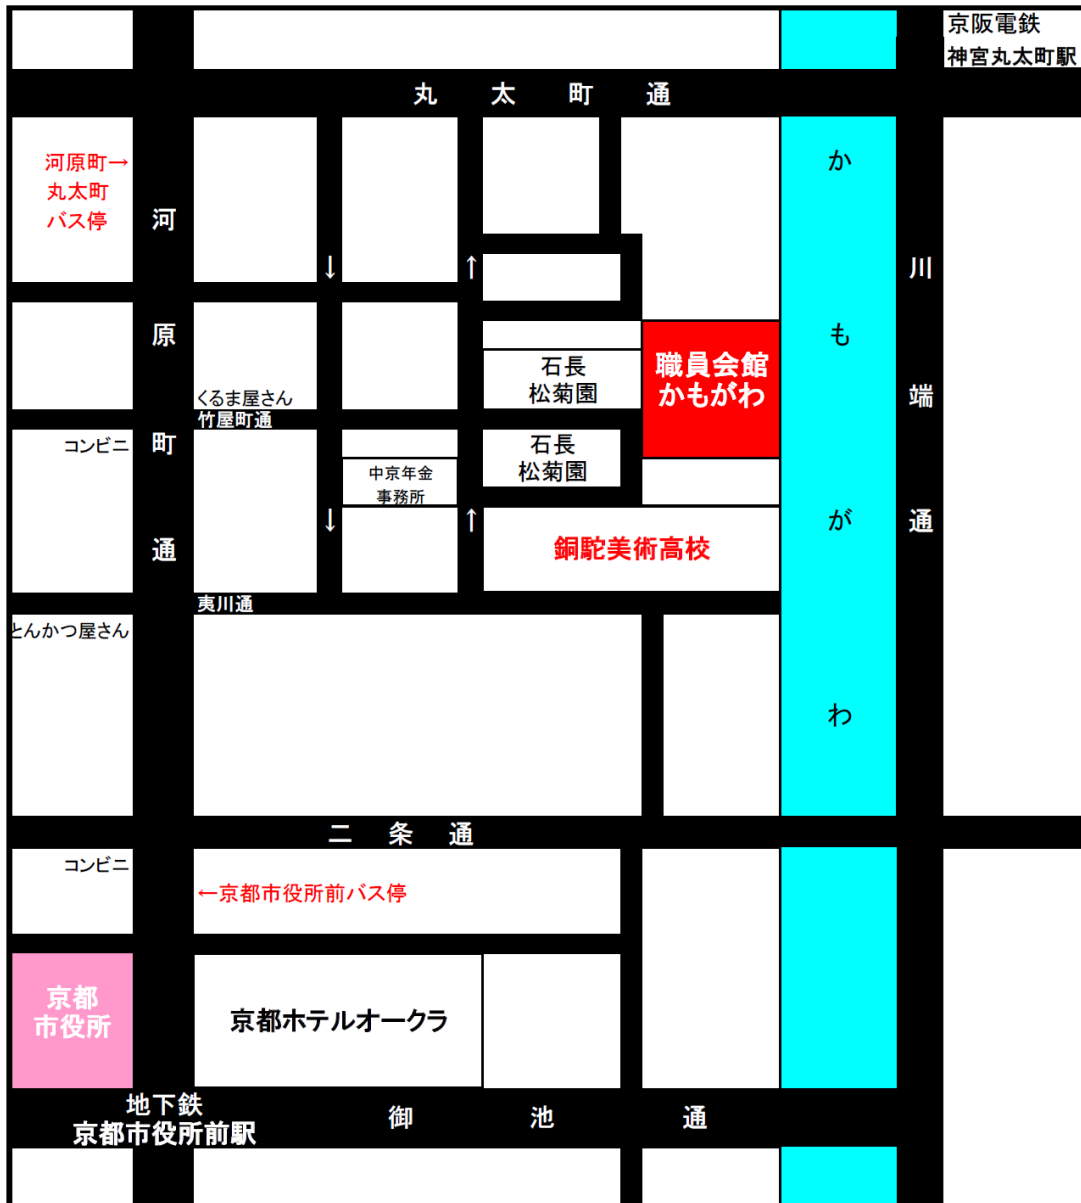 京阪電鉄
神宮丸太町駅
丸太町通
河原町→
丸太町
バス停
河原町通
↓
↑
かもがわ
川端通
職員会館
かもがわ
石長
松菊園
くるま屋さん
竹屋町通
コンビニ
石長
松菊園
中京年金
事務所
↓
↑
銅駝美術高校
夷川通
とんかつ屋さん
二条通
コンビニ
←京都市役所前バス停
京都
市役所
京都ホテルオークラ
地下鉄
京都市役所前駅
御池通